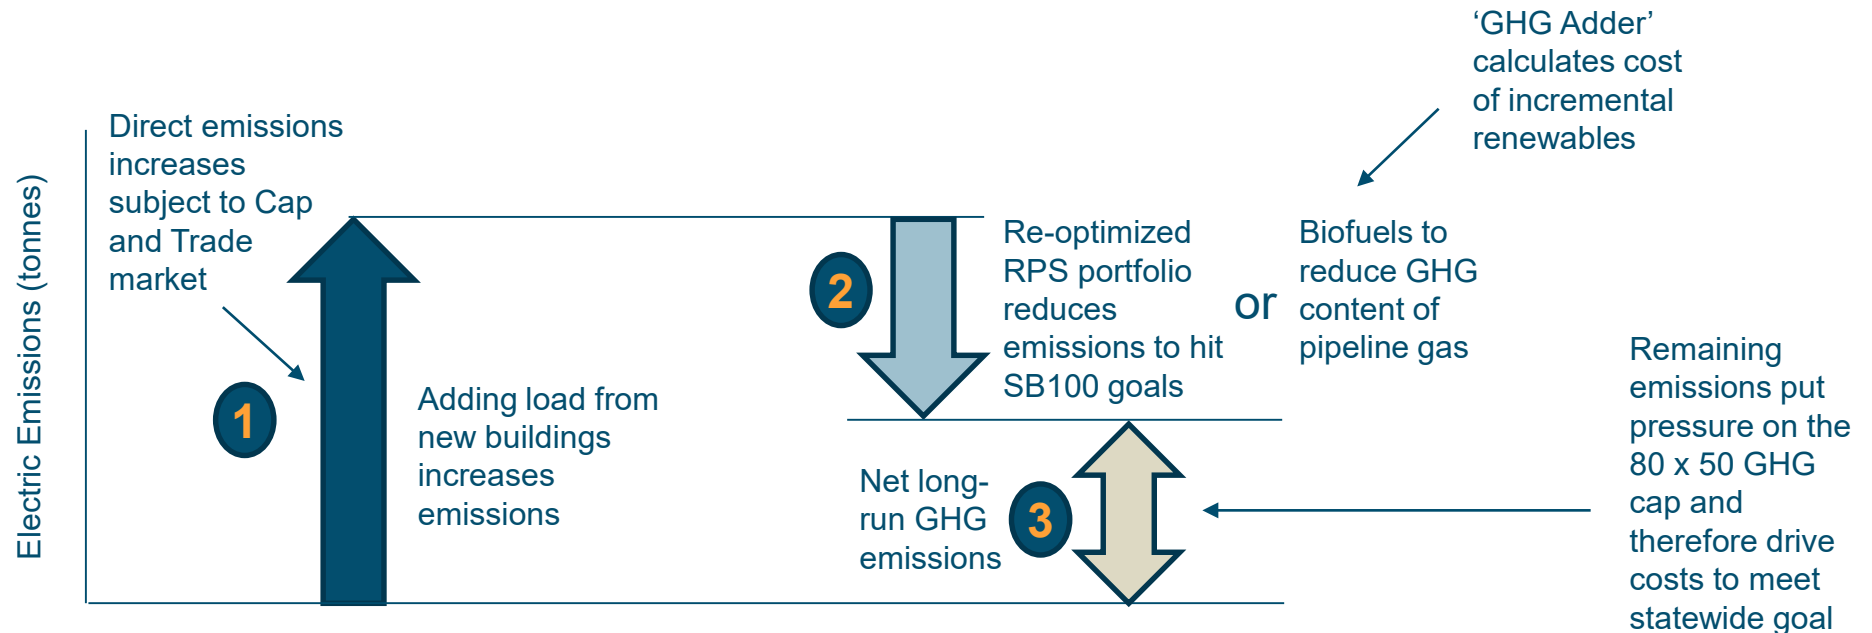 ‘GHG Adder’
calculates cost
of incremental
renewables
Direct emissions
increases
subject to Cap
and Trade
market
Electric Emissions (tonnes)
1
Adding load from
new buildings
increases
emissions
2
Re-optimized
RPS portfolio
reduces
emissions to hit
SB100 goals
or
Biofuels to
reduce GHG
content of
pipeline gas
Net long-
run GHG
emissions
3
Remaining
emissions put
pressure on the
80 x 50 GHG
cap and
therefore drive
costs to meet
statewide goal